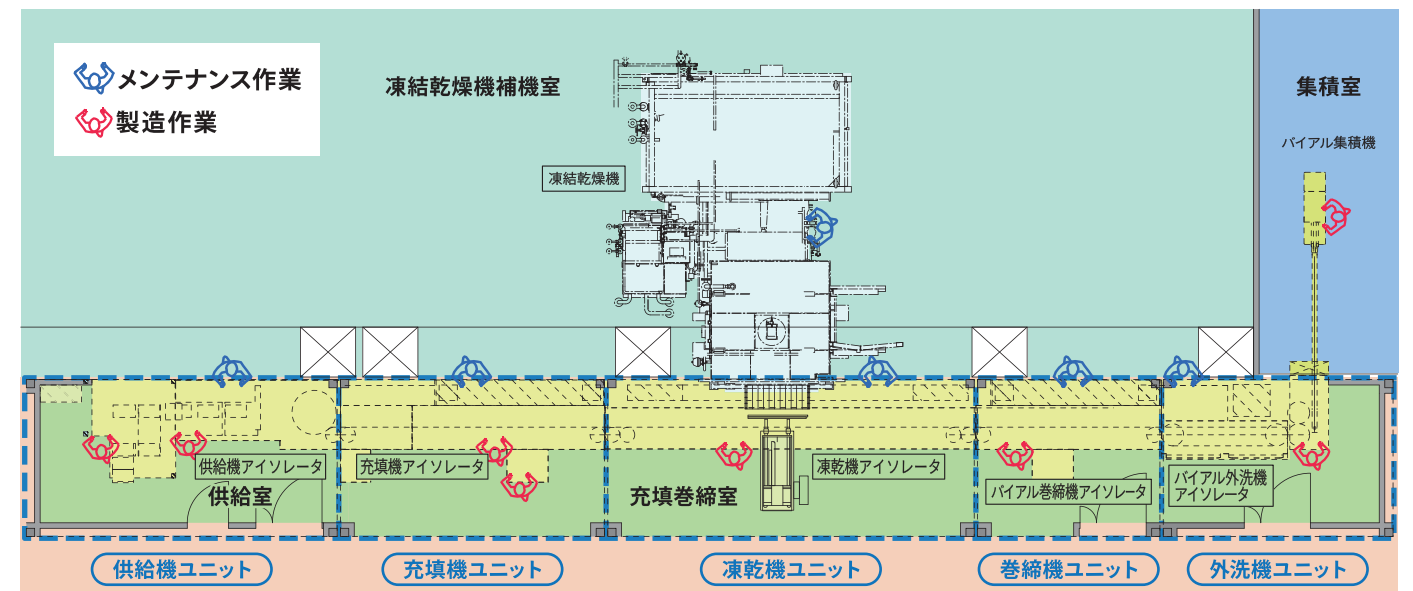 メンテナンス作業
製造作業
凍結乾燥機補機室
集積室
バイアル集積機
凍結乾燥機
供給機アイソレータ
充填機アイソレータ
凍乾機アイソレータ
バイアル巻締機アイソレータ
バイアル外洗機
アイソレータ
供給室
充填巻締室
供給機ユニット
充填機ユニット
凍乾機ユニット
巻締機ユニット
外洗機ユニット